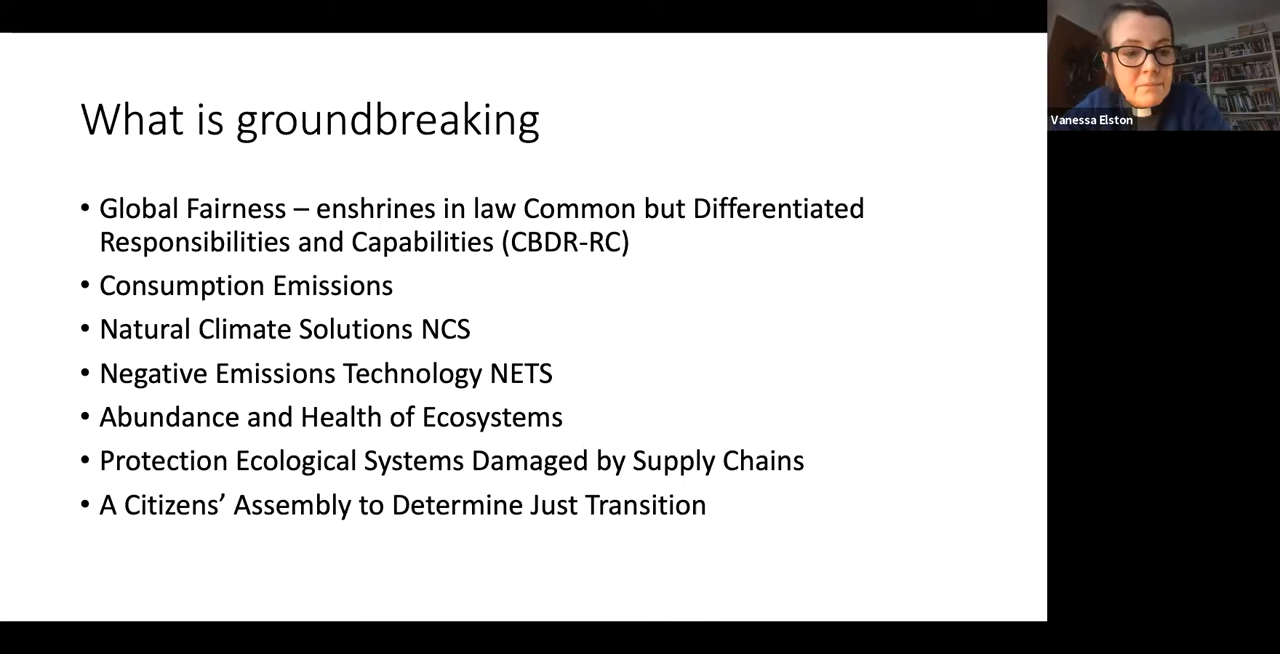 What is groundbreaking
• Global Fairness – enshrines in law Common but Differentiated
Responsibilities and Capabilities (CBDR-RC)
• Consumption Emissions
• Natural Climate Solutions NCS
• Negative Emissions Technology NETS
• Abundance and Health of Ecosystems
• Protection Ecological Systems Damaged by Supply Chains
• A Citizens’ Assembly to Determine Just Transition
Vanessa Elston